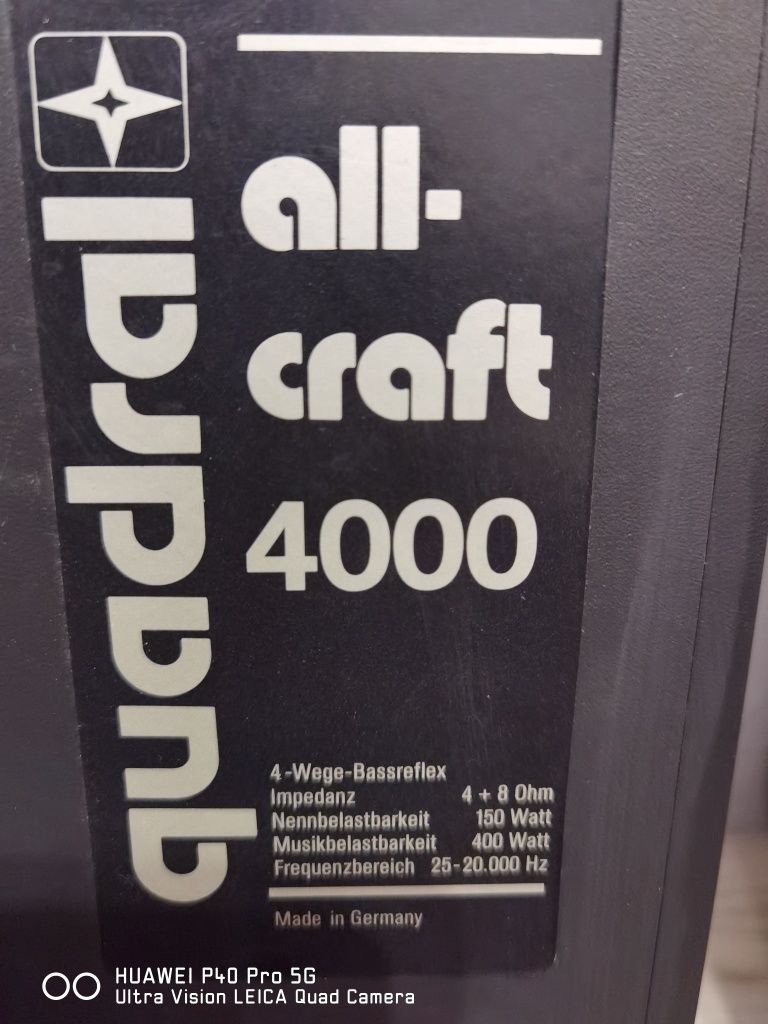 quadral
all-
craft
4000
4-Wege-Bassreflex
Impedanz 4 + 8 Ohm
Nennbelastbarkeit 150 Watt
Musikbelastbarkeit 400 Watt
Frequenzbereich 25-20.000 Hz
Made in Germany
HUAWEI P40 Pro 5G
Ultra Vision LEICA Quad Camera